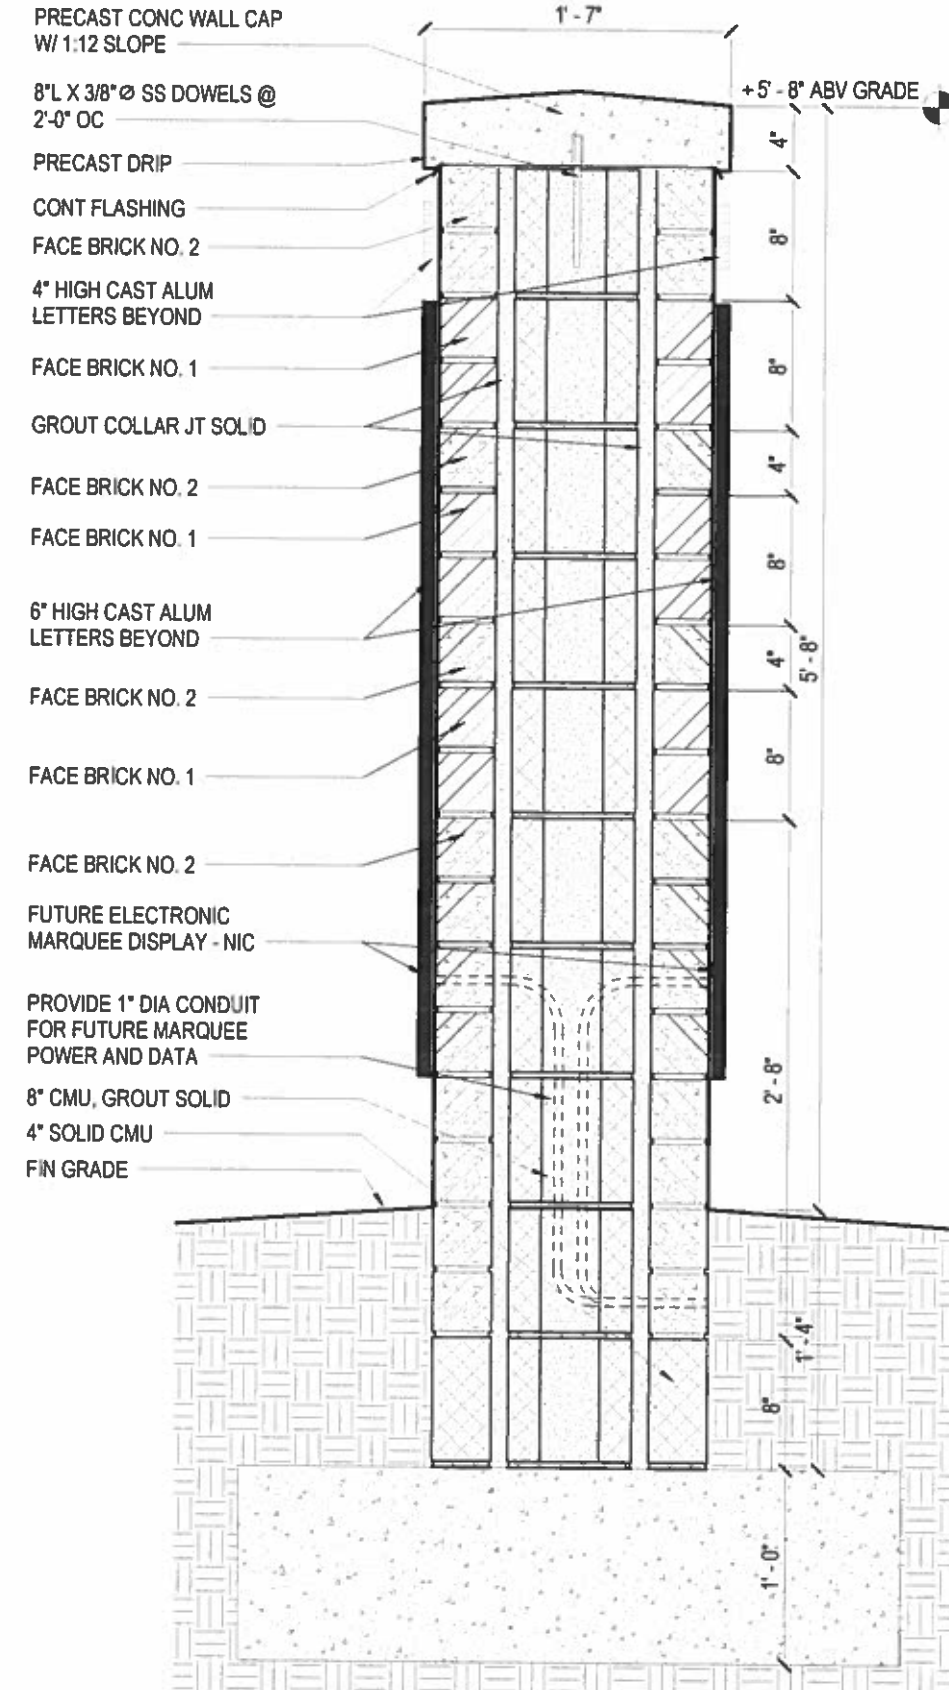 PRECAST CONC WALL CAP
W/ 1:12 SLOPE
8"L X 3/8"Ø SS DOWELS @
2'-0" OC
PRECAST DRIP
CONT FLASHING
FACE BRICK NO. 2
4" HIGH CAST ALUM
LETTERS BEYOND
FACE BRICK NO. 1
GROUT COLLAR JT SOLID
FACE BRICK NO. 2
FACE BRICK NO. 1
6" HIGH CAST ALUM
LETTERS BEYOND
FACE BRICK NO. 2
FACE BRICK NO. 1
FACE BRICK NO. 2
FUTURE ELECTRONIC
MARQUEE DISPLAY - NIC
PROVIDE 1" DIA CONDUIT
FOR FUTURE MARQUEE
POWER AND DATA
8" CMU, GROUT SOLID
4" SOLID CMU
FIN GRADE
1' - 7"
+5' - 8" ABV GRADE
4"
8"
8"
4"
8"
4"
5' - 8"
8"
2' - 8"
1' - 4"
8"
1' - 0"